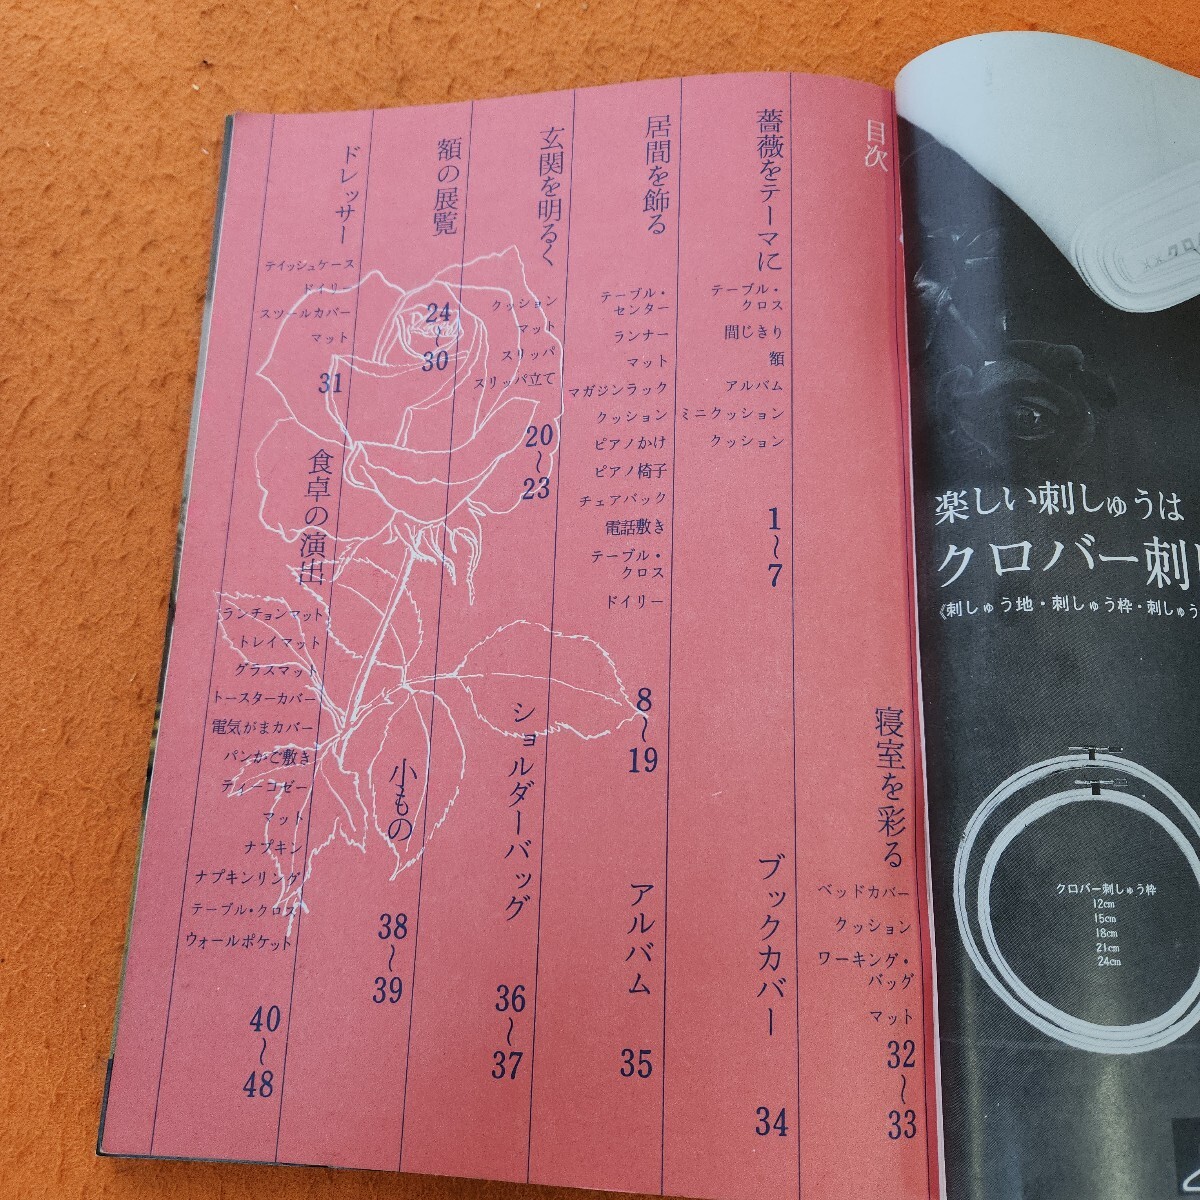 目次
薔薇をテーマに
テーブル・
クロス
間じきり
額
アルバム
ミニクッション
クッション
1〜7
居間を飾る
テーブル・
センター
ランナー
マット
マガジンラック
クッション
ピアノかけ
ピアノ椅子
チェアバック
電話敷き
テーブル・
クロス
ドイリー
8〜19
玄関を明るく
クッション
マット
スリッパ
スリッパ立て
20〜23
額の展覧
24〜30
ドレッサー
テイッシュケース
ドイリー
スツールカバー
マット
31
寝室を彩る
ベッドカバー
クッション
ワーキング・
バッグ
マット
32〜33
ブックカバー
34
アルバム
35
ショルダーバッグ
36〜37
小もの
38〜39
食卓の演出
ランチョンマット
トレイマット
グラスマット
トースターカバー
電気がまカバー
パンかご敷き
ティーコゼー
マット
ナプキン
ナプキンリング
テーブル・クロス
ウォールポケット
40〜48
楽しい刺しゅうは
クロバー刺
《刺しゅう地・刺しゅう枠・刺しゅう
クロバー刺しゅう枠
12cm
15cm
18cm
21cm
24cm